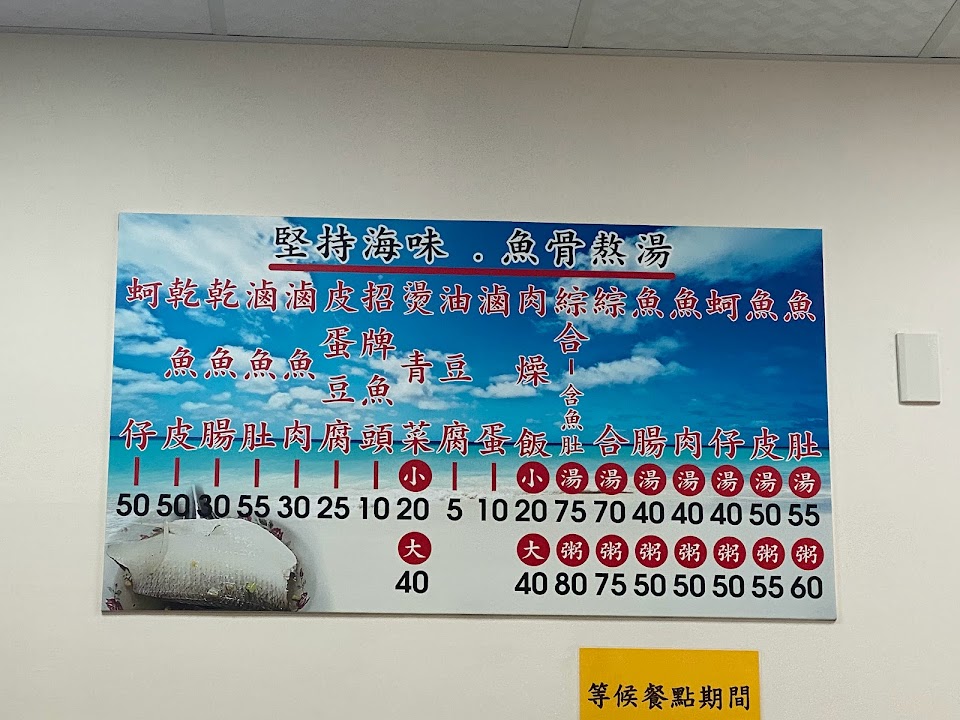 堅持海味．魚骨熬湯
魚肚 湯 55 粥 60
魚皮 湯 50 粥 55
蚵仔 湯 40 粥 50
魚肉 湯 40 粥 50
魚腸 湯 40 粥 50
綜合 湯 70 粥 75
綜合-含魚肚 湯 75 粥 80
肉燥飯 小 20 大 40
滷蛋 | 10
油豆腐 | 5
燙青菜 小 20 大 40
招牌魚頭 | 10
皮蛋豆腐 | 25
滷魚肉 | 30
滷魚肚 | 55
乾魚腸 | 30
乾魚皮 | 50
蚵仔 | 50
等候餐點期間